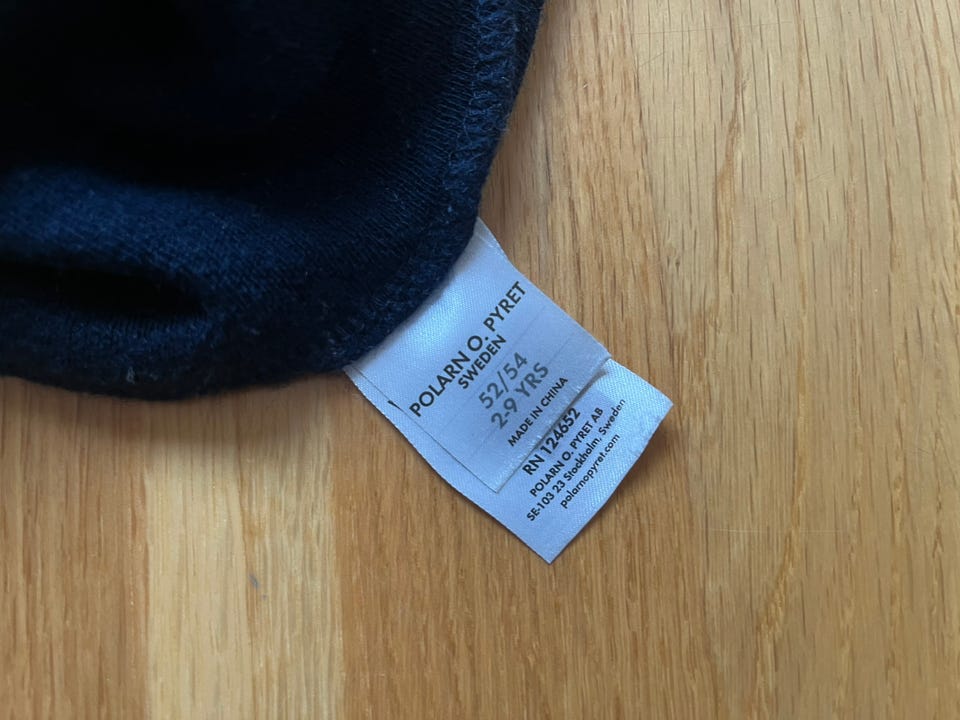 POLARN O. PYRET
SWEDEN
52/54
2-9 YRS
MADE IN CHINA
RN 124652
POLARN O. PYRET AB
SE-103 23 Stockholm, Sweden
polarnopyret.com